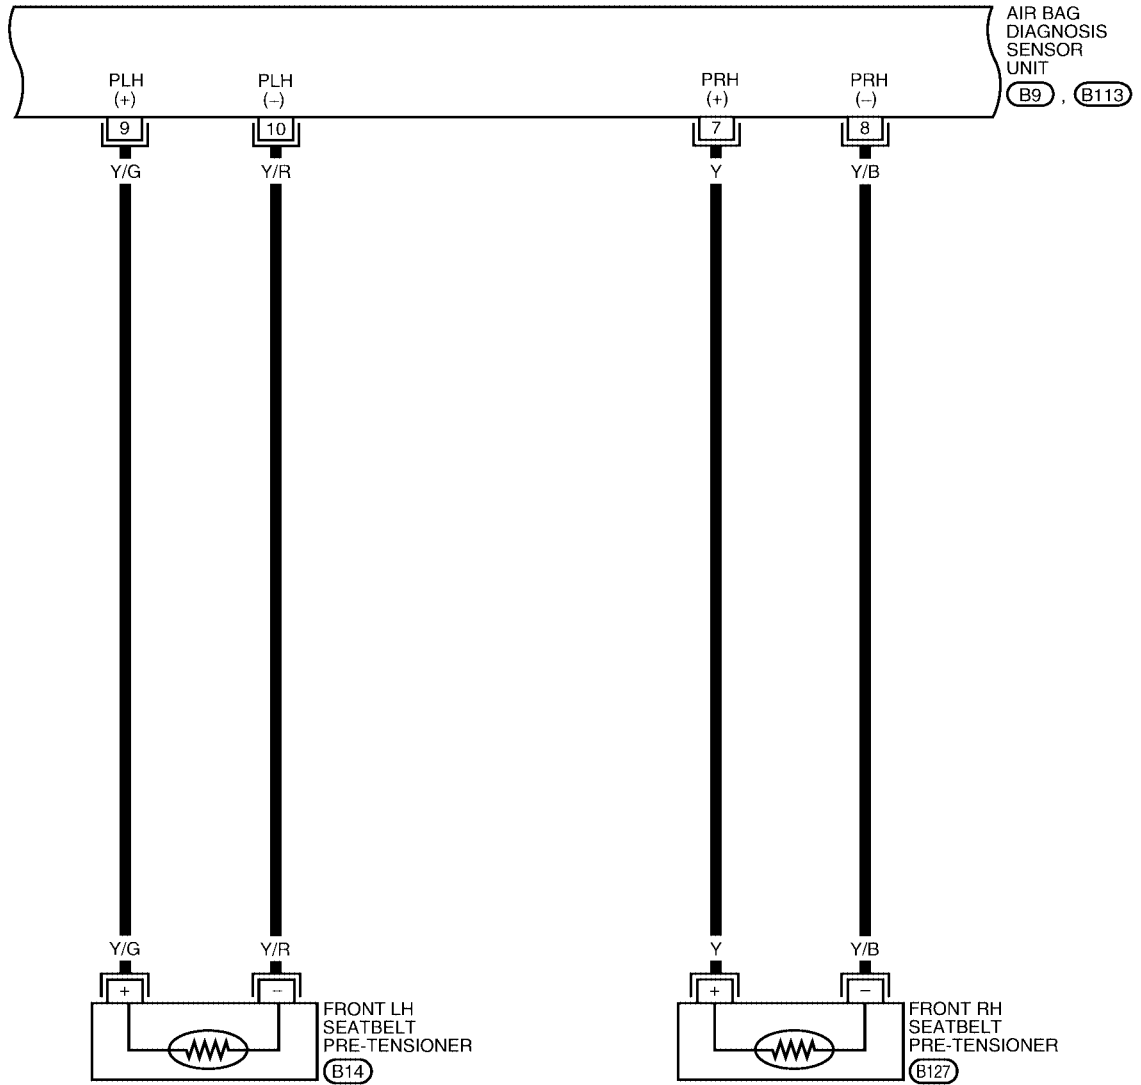 AIR BAG
DIAGNOSIS
SENSOR
UNIT
B9 , B113
PLH PLH PRH PRH
(+) (−) (+) (−)
9 10 7 8
Y/G Y/R Y Y/B
Y/G Y/R Y Y/B
+ − + −
FRONT LH
SEATBELT
PRE-TENSIONER
B14
FRONT RH
SEATBELT
PRE-TENSIONER
B127